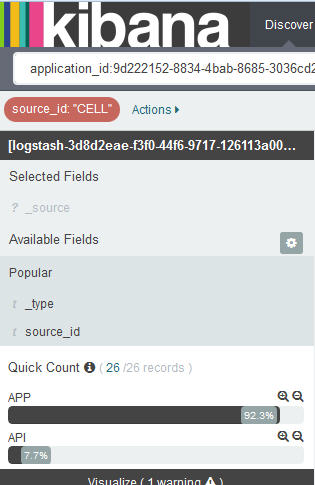 kibana
Discover
application_id:9d222152-8834-4bab-8685-3036cd2
source_id: "CELL"
Actions
[logstash-3d8d2eae-f3f0-44f6-9717-126113a00...
Selected Fields
? _source
Available Fields
Popular
t _type
t source_id
Quick Count ( 26 /26 records )
APP
92.3%
API
7.7%
Visualize ( 1 warning )